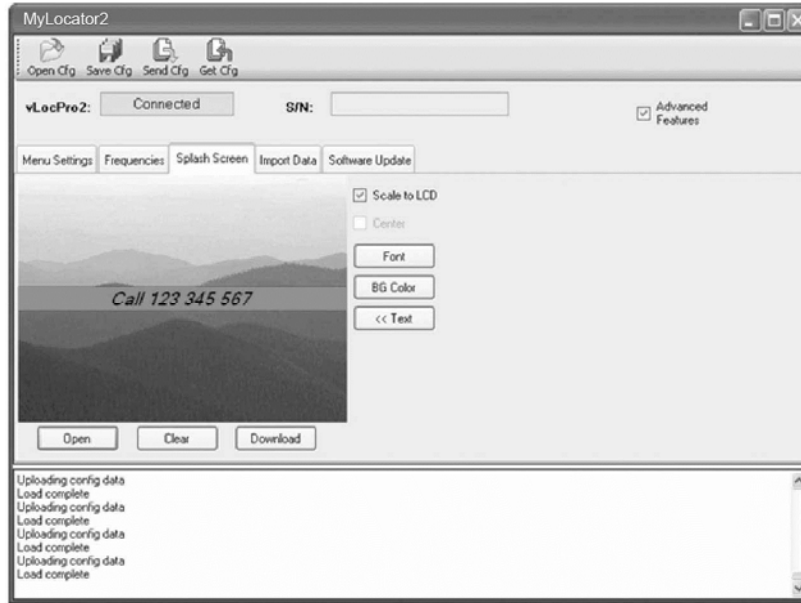 MyLocator2
Open Cfg Save Cfg Send Cfg Get Cfg
vLocPro2: Connected S/N: Advanced
Features
Menu Settings Frequencies Splash Screen Import Data Software Update
Scale to LCD
Center
Font
BG Color
<< Text
Call 123 345 567
Open Clear Download
Uploading config data
Load complete
Uploading config data
Load complete
Uploading config data
Load complete
Uploading config data
Load complete